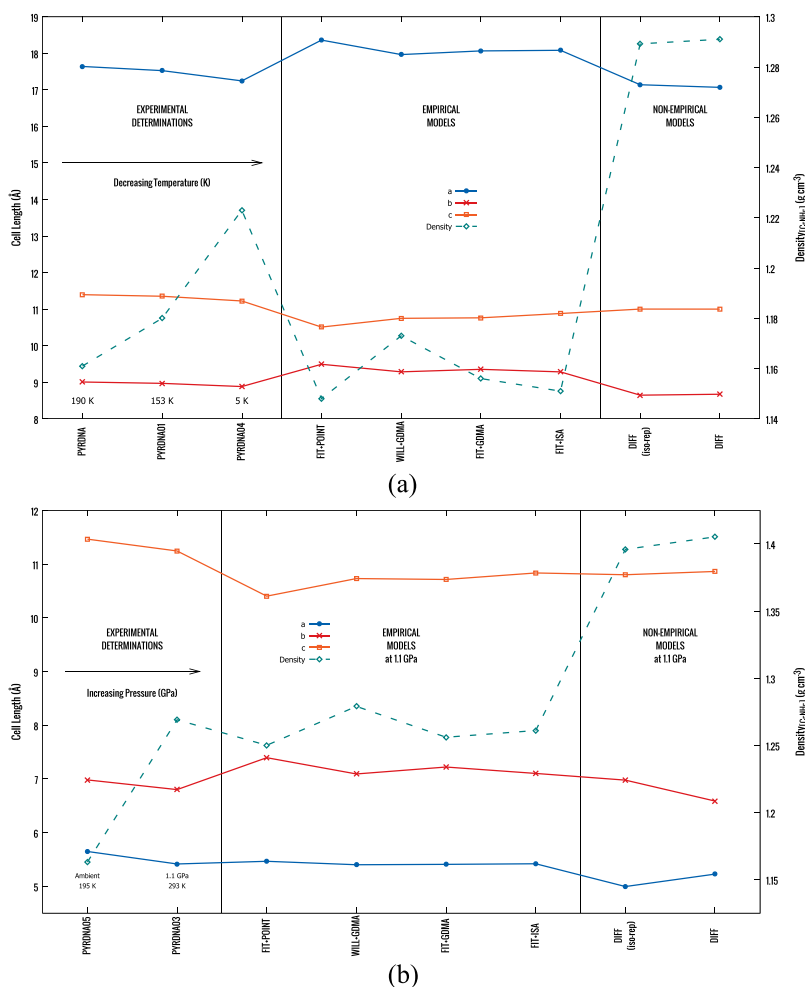 19
18
17
16
15
14
13
12
11
10
9
8
Cell Length (Å)
1.3
1.28
1.26
1.24
1.22
1.2
1.18
1.16
1.14
EXPERIMENTAL
DETERMINATIONS
Decreasing Temperature (K)
EMPIRICAL
MODELS
NON-EMPIRICAL
MODELS
a
b
c
Density
190 K
153 K
5 K
PYRDNA
PYRDNA01
PYRDNA04
FIT-POINT
WILL-GDMA
FIT-GDMA
FIT-ISA
DIFF
(iso-rep)
DIFF
(a)
12
11
10
9
8
7
6
5
Cell Length (Å)
1.4
1.35
1.3
1.25
1.2
1.15
EXPERIMENTAL
DETERMINATIONS
Increasing Pressure (GPa)
a
b
c
Density
EMPIRICAL
MODELS
at 1.1 GPa
NON-EMPIRICAL
MODELS
at 1.1 GPa
Ambient
195 K
1.1 GPa
293 K
PYRDNA05
PYRDNA03
FIT-POINT
WILL-GDMA
FIT-GDMA
FIT-ISA
DIFF
(iso-rep)
DIFF
(b)